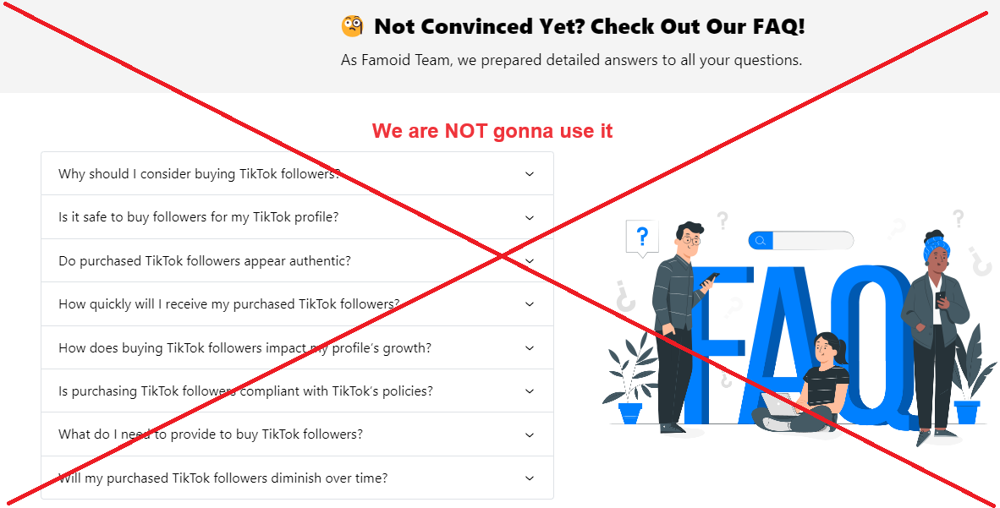 Not Convinced Yet? Check Out Our FAQ!
As Famoid Team, we prepared detailed answers to all your questions.
We are NOT gonna use it
Why should I consider buying TikTok followers?
Is it safe to buy followers for my TikTok profile?
Do purchased TikTok followers appear authentic?
How quickly will I receive my purchased TikTok followers?
How does buying TikTok followers impact my profile’s growth?
Is purchasing TikTok followers compliant with TikTok’s policies?
What do I need to provide to buy TikTok followers?
Will my purchased TikTok followers diminish over time?
?
FAQ